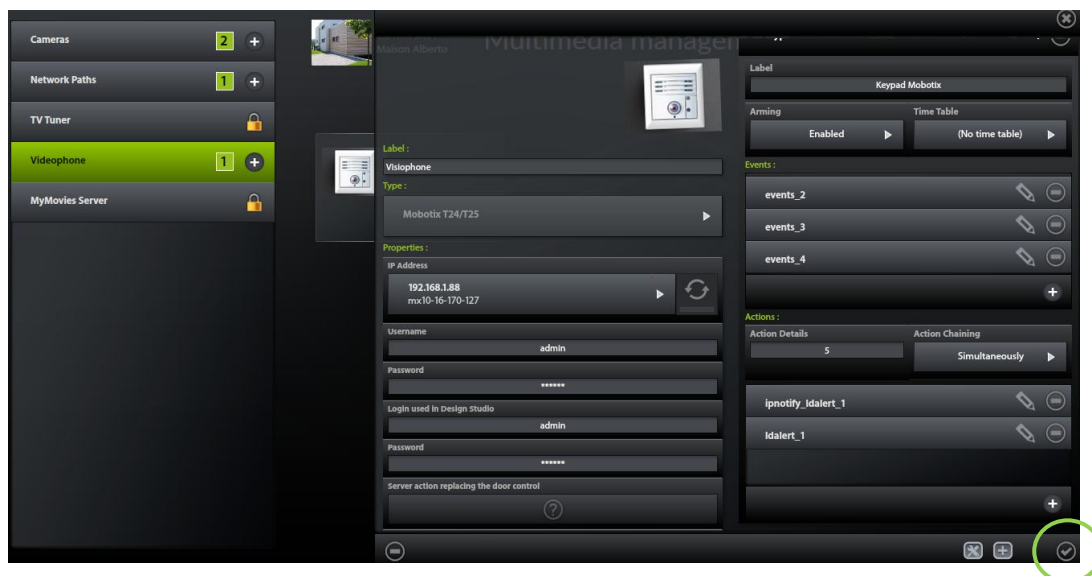 Cameras
2
+
Network Paths
1
+
TV Tuner
Videophone
1
+
MyMovies Server
Maison Alberto
Multimedia manager
Label :
Visiophone
Type :
Mobotix T24/T25
Properties :
IP Address
192.168.1.88
mx10-16-170-127
Username
admin
Password
******
Login used in Design Studio
admin
Password
******
Server action replacing the door control
?
Label
Keypad Mobotix
Arming
Time Table
Enabled
(No time table)
Events :
events_2
events_3
events_4
+
Actions :
Action Details
Action Chaining
5
Simultaneously
ipnotify_ldalert_1
ldalert_1
+